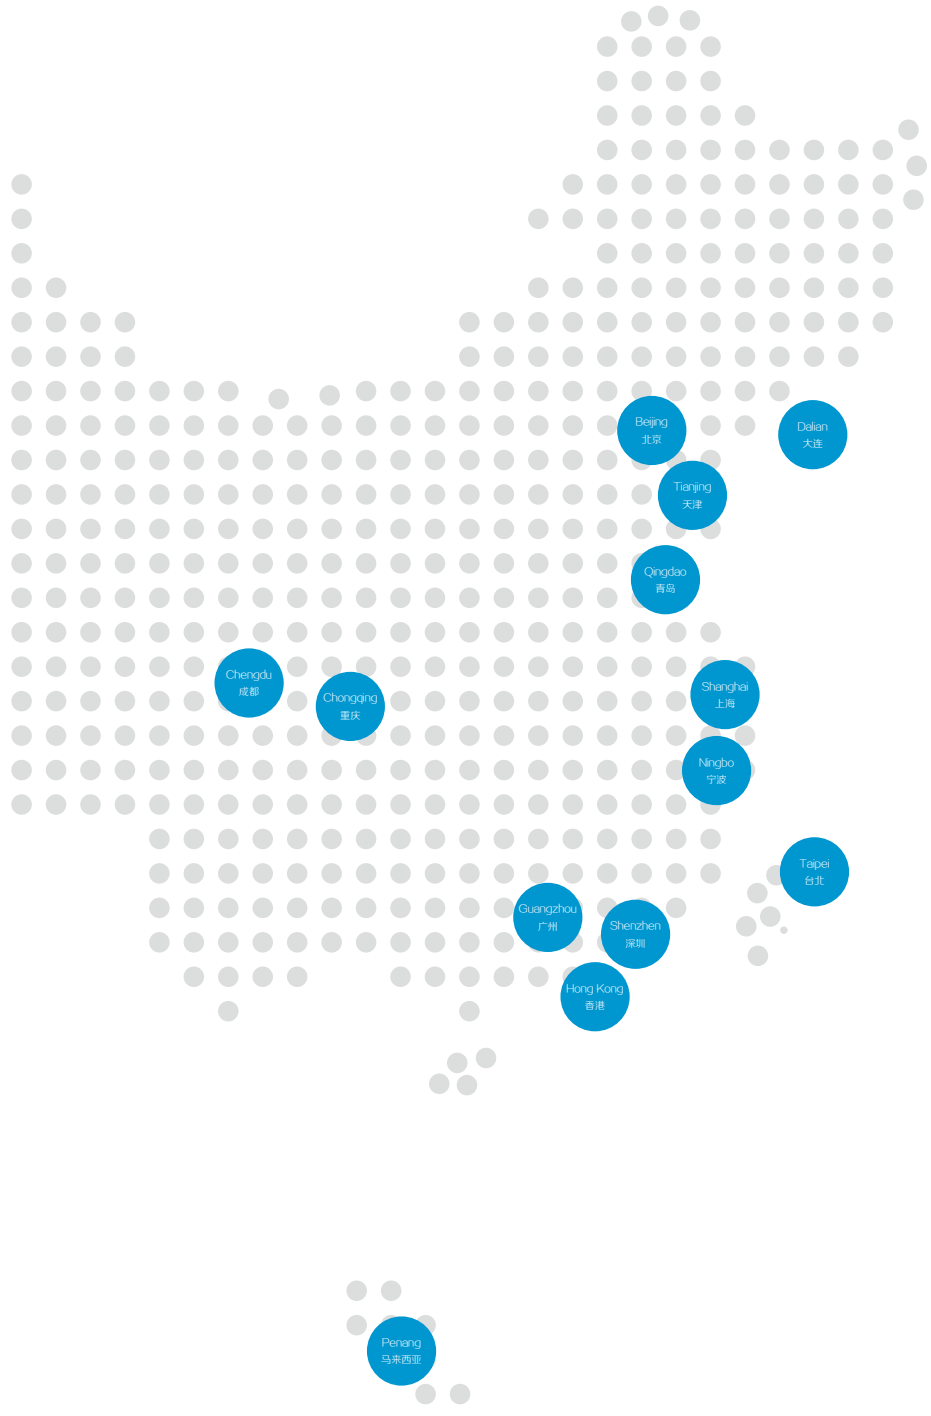 Beijing
北京
Dalian
大连
Tianjing
天津
Qingdao
青岛
Chengdu
成都
Chongqing
重庆
Shanghai
上海
Ningbo
宁波
Taipei
台北
Guangzhou
广州
Shenzhen
深圳
Hong Kong
香港
Penang
马来西亚